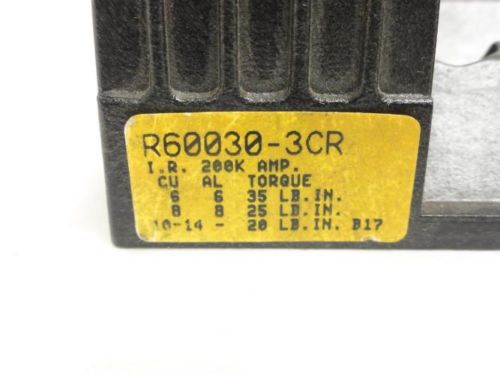 R60030-3CR
I.R. 200K AMP.
CU AL TORQUE
6 6 35 LB.IN.
8 8 25 LB.IN.
10-14 - 20 LB.IN. B17